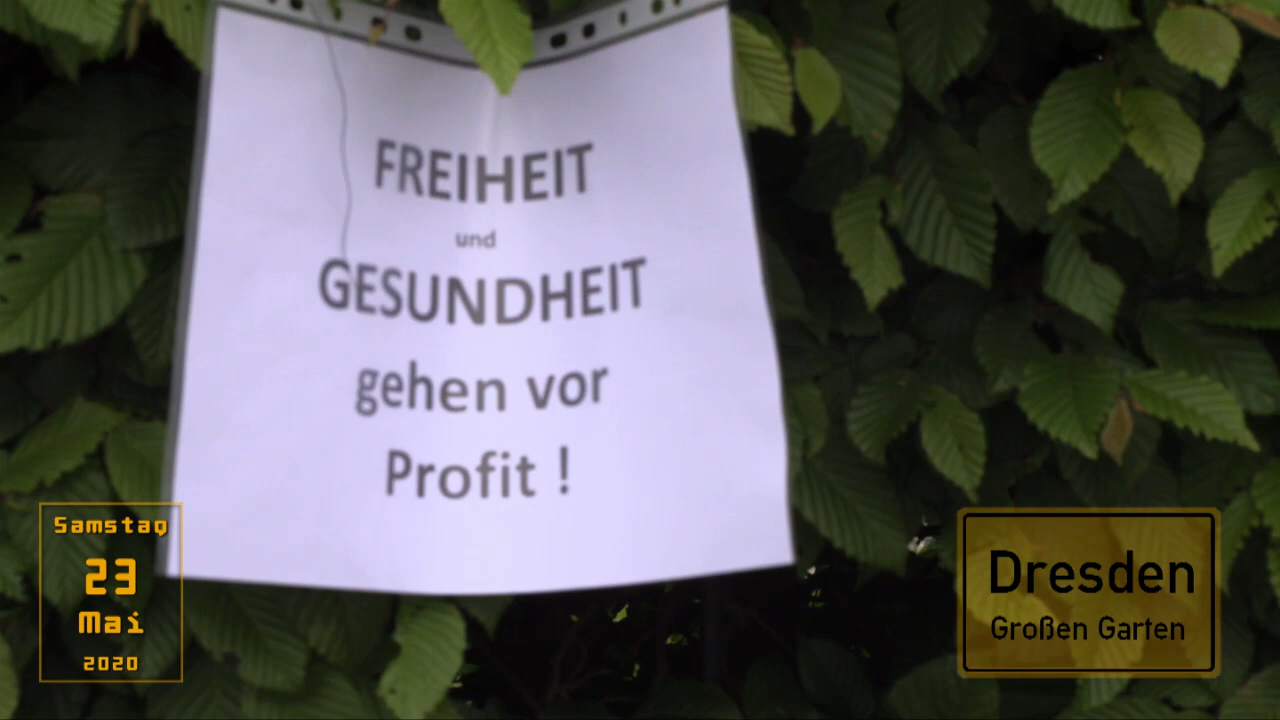 FREIHEIT
und
GESUNDHEIT
gehen vor
Profit !
Samstag
23
Mai
2020
Dresden
Großen Garten